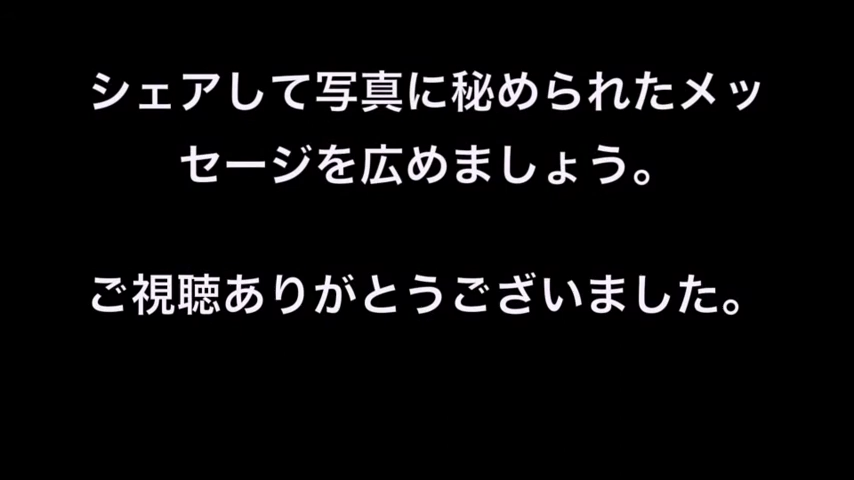 シェアして写真に秘められたメッ
セージを広めましょう。
ご視聴ありがとうございました。